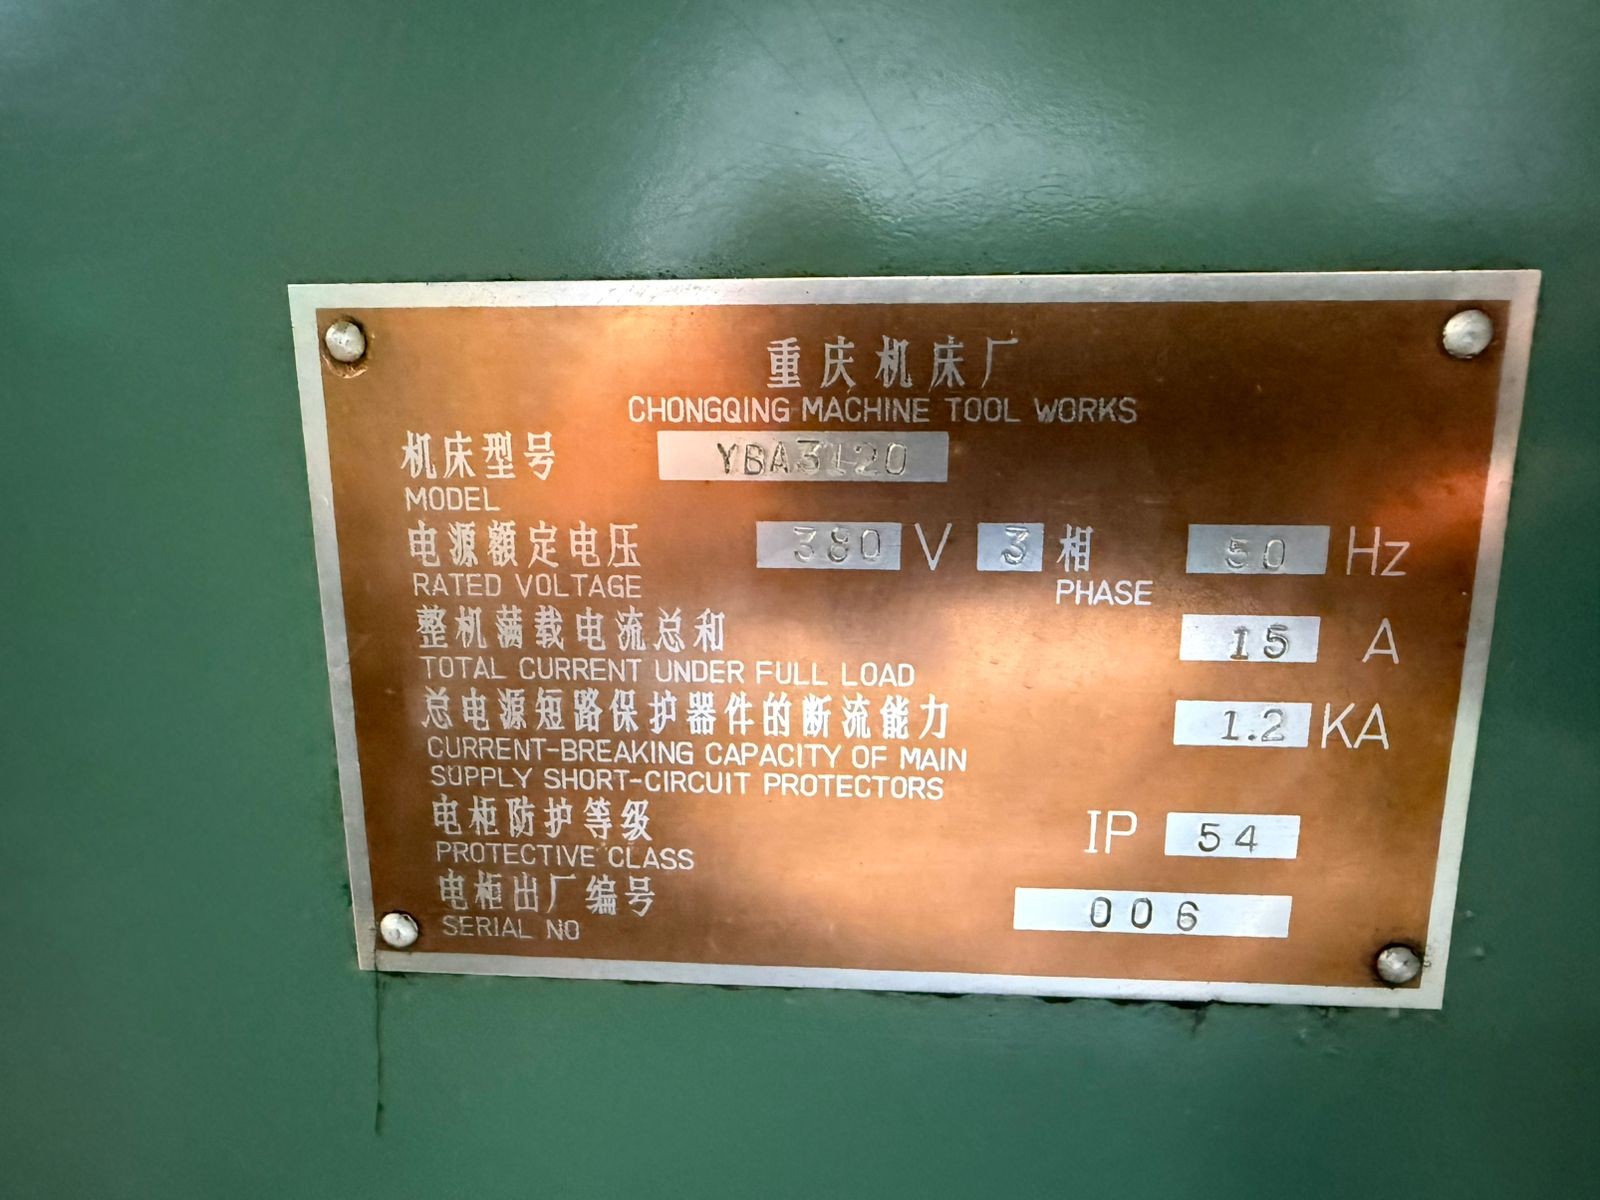 重庆机床厂
CHONGQING MACHINE TOOL WORKS
机床型号 YBA3120
MODEL
电源额定电压 380 V 3 相 50 Hz
RATED VOLTAGE PHASE
整机满载电流总和 15 A
TOTAL CURRENT UNDER FULL LOAD
总电源短路保护器件的断流能力 1.2 KA
CURRENT-BREAKING CAPACITY OF MAIN
SUPPLY SHORT-CIRCUIT PROTECTORS
电柜防护等级 IP 54
PROTECTIVE CLASS
电柜出厂编号 006
SERIAL NO